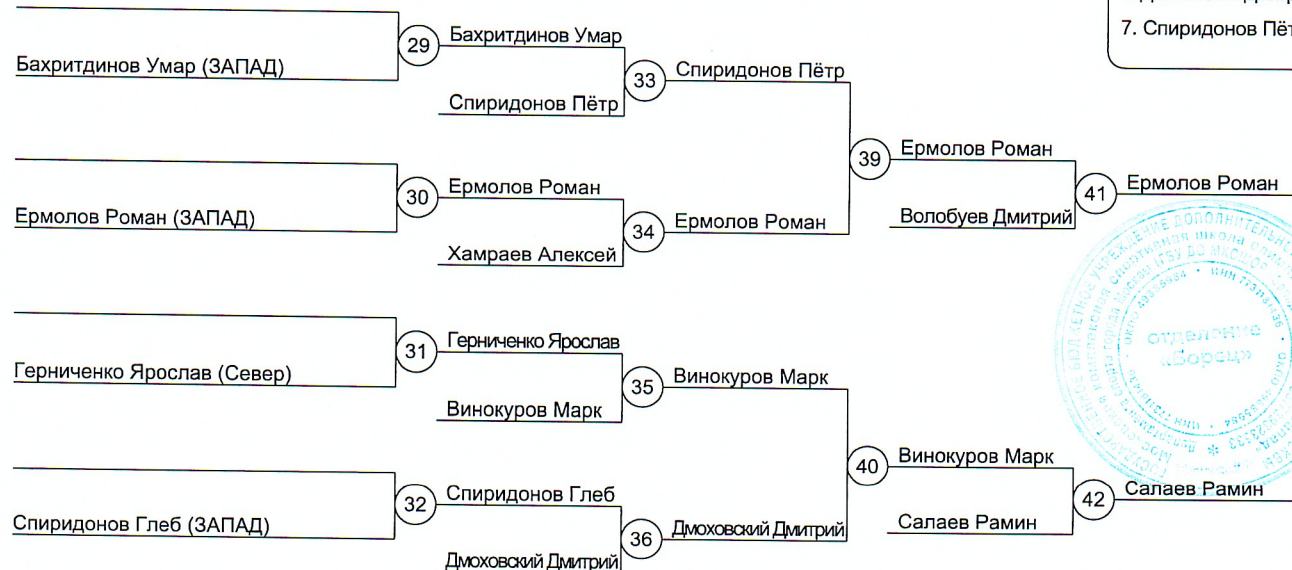 7. Спиридонов Пёт
Бахритдинов Умар (ЗАПАД)
29
Бахритдинов Умар
Спиридонов Пётр
33
Спиридонов Пётр
Ермолов Роман (ЗАПАД)
30
Ермолов Роман
Хамраев Алексей
34
Ермолов Роман
39
Ермолов Роман
Волобуев Дмитрий
41
Ермолов Роман
Герниченко Ярослав (Север)
31
Герниченко Ярослав
Винокуров Марк
35
Винокуров Марк
Спиридонов Глеб (ЗАПАД)
32
Спиридонов Глеб
Дмоховский Дмитрий
36
Дмоховский Дмитрий
40
Винокуров Марк
Салаев Рамин
42
Салаев Рамин
отделение
«Борец»